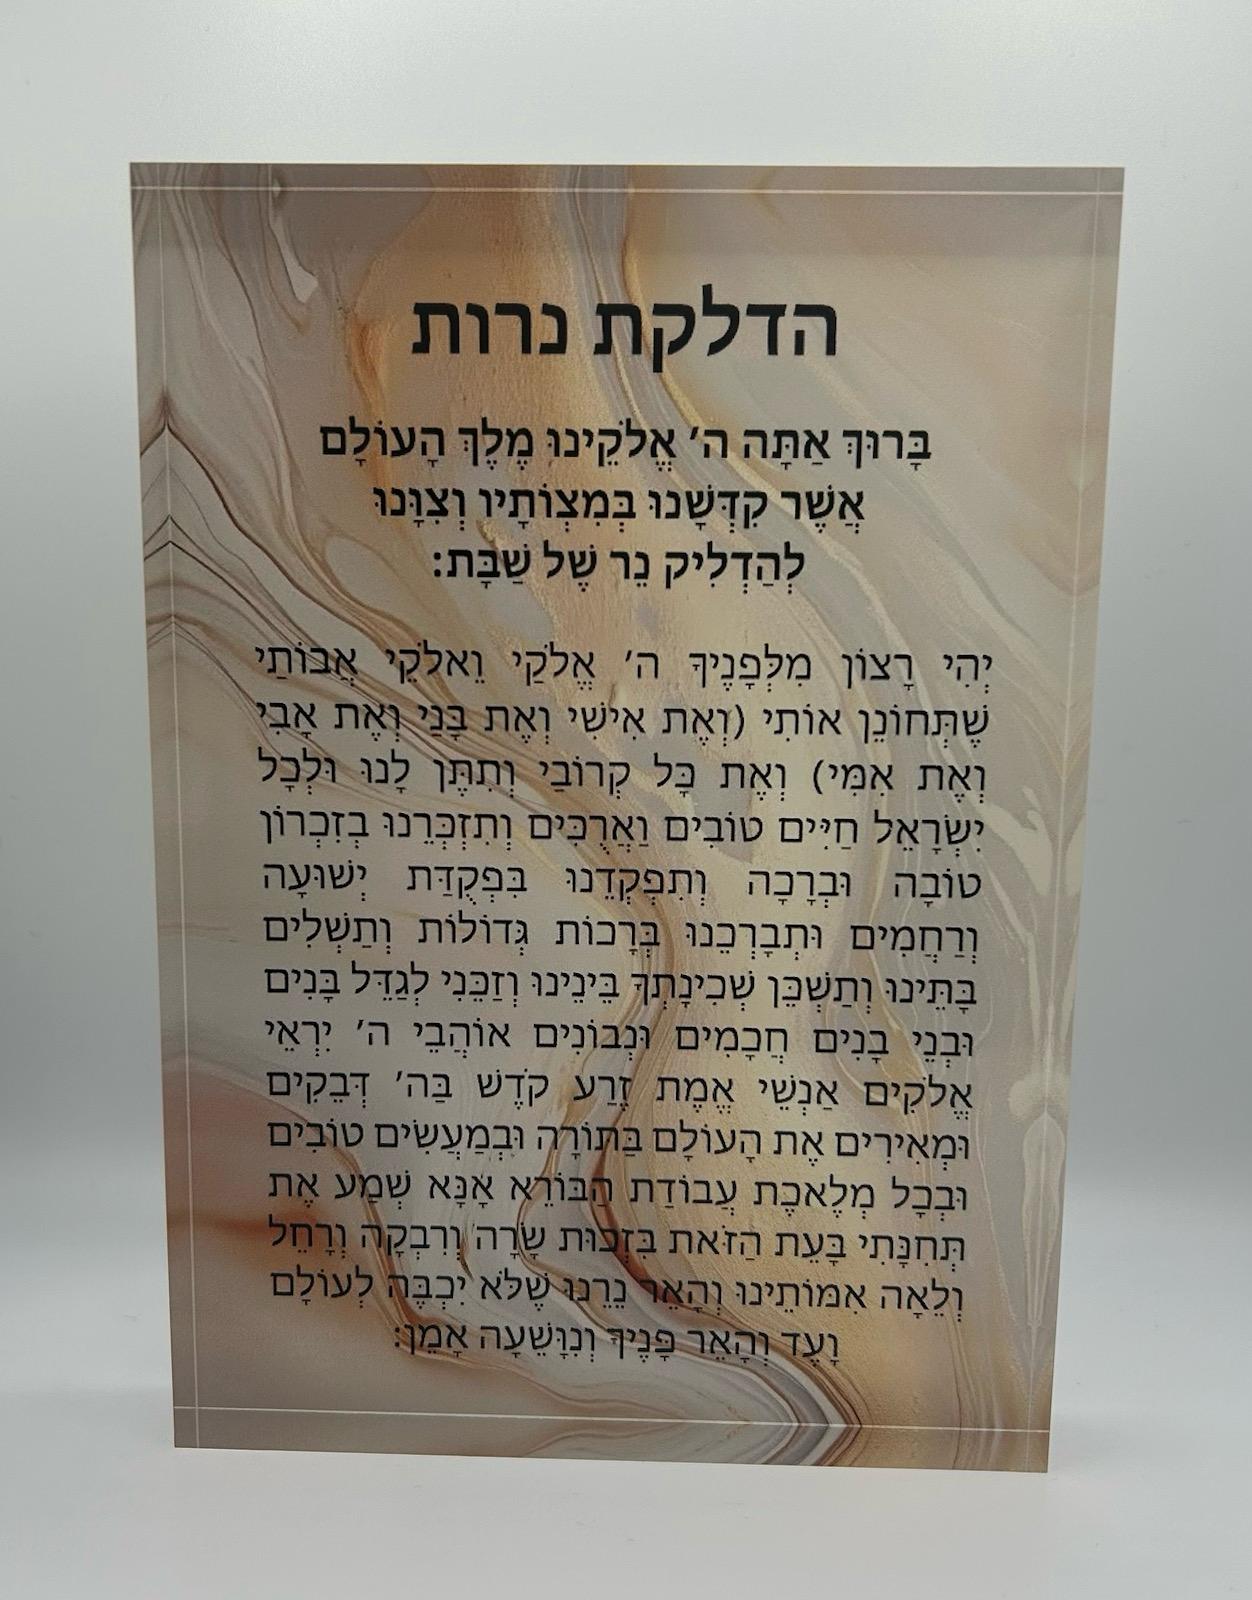 הדלקת נרות
בָּרוּךְ אַתָּה ה׳ אֱלֹקֵינוּ מֶלֶךְ הָעוֹלָם
אֲשֶׁר קִדְּשָׁנוּ בְּמִצְוֹתָיו וְצִוָּנוּ
לְהַדְלִיק נֵר שֶׁל שַׁבָּת:
יְהִי רָצוֹן מִלְּפָנֶיךָ ה׳ אֱלֹקַי וֵאלֹקֵי אֲבוֹתַי
שֶׁתְּחוֹנֵן אוֹתִי (וְאֶת אִישִׁי וְאֶת בָּנַי וְאֶת אָבִי
וְאֶת אִמִּי) וְאֶת כָּל קְרוֹבַי וְתִתֶּן לָנוּ וּלְכָל
יִשְׂרָאֵל חַיִּים טוֹבִים וַאֲרֻכִּים וְתִזְכְּרֵנוּ בְּזִכְרוֹן
טוֹבָה וּבְרָכָה וְתִפְקְדֵנוּ בִּפְקֻדַּת יְשׁוּעָה
וְרַחֲמִים וּתְבָרְכֵנוּ בְּרָכוֹת גְּדוֹלוֹת וְתַשְׁלִים
בָּתֵּינוּ וְתַשְׁכֵּן שְׁכִינָתְךָ בֵּינֵינוּ וְזַכֵּנִי לְגַדֵּל בָּנִים
וּבְנֵי בָנִים חֲכָמִים וּנְבוֹנִים אוֹהֲבֵי ה׳ יִרְאֵי
אֱלֹקִים אַנְשֵׁי אֱמֶת זֶרַע קֹדֶשׁ בַּה׳ דְּבֵקִים
וּמְאִירִים אֶת הָעוֹלָם בַּתּוֹרָה וּבְמַעֲשִׂים טוֹבִים
וּבְכָל מְלֶאכֶת עֲבוֹדַת הַבּוֹרֵא אָנָּא שְׁמַע אֶת
תְּחִנָּתִי בָּעֵת הַזֹּאת בִּזְכוּת שָׂרָה וְרִבְקָה וְרָחֵל
וְלֵאָה אִמּוֹתֵינוּ וְהָאֵר נֵרֵנוּ שֶׁלֹּא יִכְבֶּה לְעוֹלָם
וָעֶד וְהָאֵר פָּנֶיךָ וְנִוָּשֵׁעָה אָמֵן: